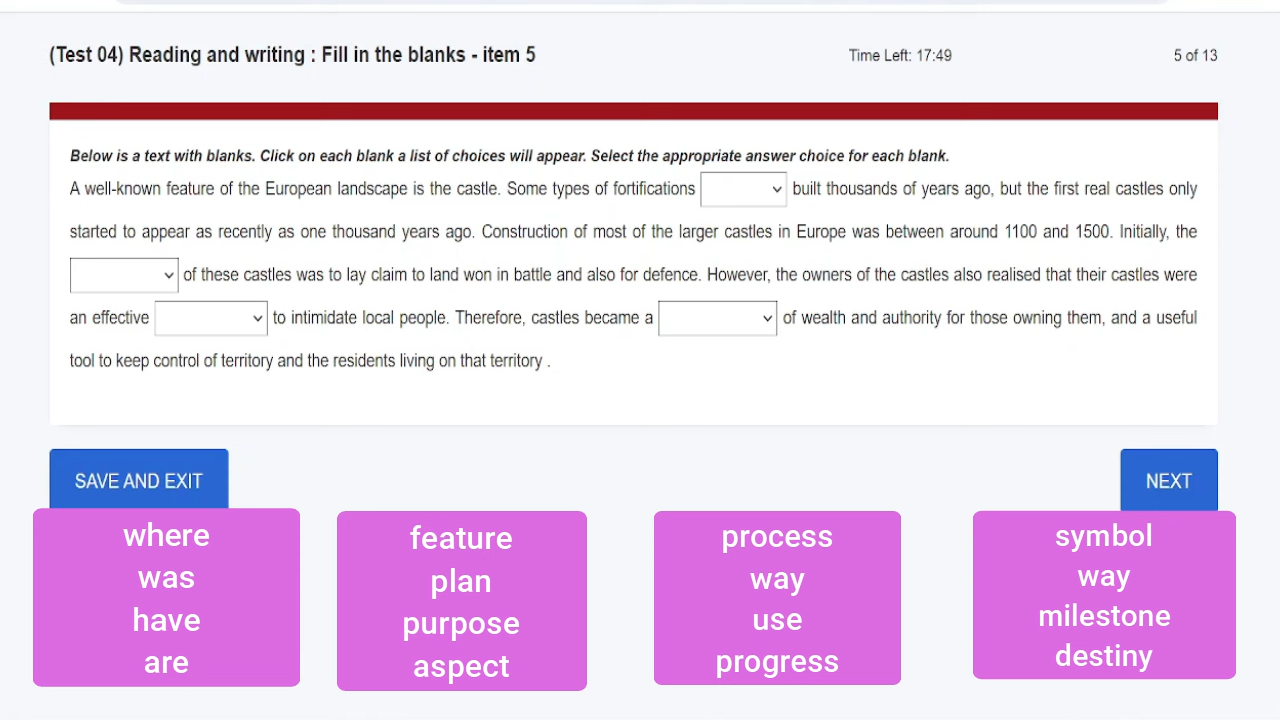 (Test 04) Reading and writing : Fill in the blanks - item 5
Time Left: 17:49
5 of 13
Below is a text with blanks. Click on each blank a list of choices will appear. Select the appropriate answer choice for each blank.
A well-known feature of the European landscape is the castle. Some types of fortifications built thousands of years ago, but the first real castles only
started to appear as recently as one thousand years ago. Construction of most of the larger castles in Europe was between around 1100 and 1500. Initially, the
of these castles was to lay claim to land won in battle and also for defence. However, the owners of the castles also realised that their castles were
an effective to intimidate local people. Therefore, castles became a of wealth and authority for those owning them, and a useful
tool to keep control of territory and the residents living on that territory .
SAVE AND EXIT
NEXT
where
was
have
are
feature
plan
purpose
aspect
process
way
use
progress
symbol
way
milestone
destiny